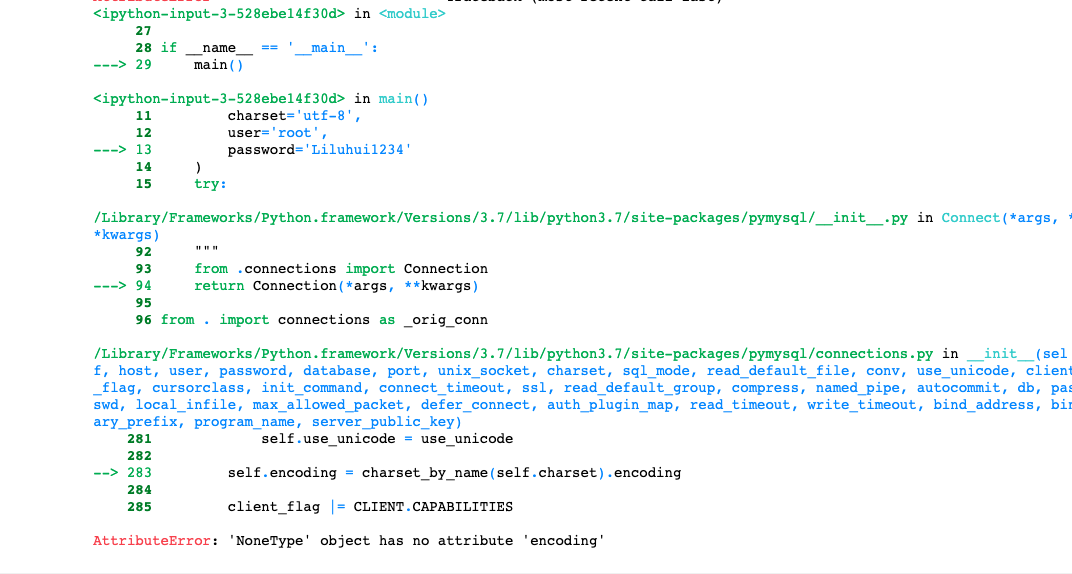 <ipython-input-3-528ebe14f30d> in <module>
27
28 if __name__ == '__main__':
---> 29     main()
<ipython-input-3-528ebe14f30d> in main()
11         charset='utf-8',
12         user='root',
---> 13         password='Liluhui1234'
14     )
15     try:
/Library/Frameworks/Python.framework/Versions/3.7/lib/python3.7/site-packages/pymysql/__init__.py in Connect(*args, *
*kwargs)
92     """
93     from .connections import Connection
---> 94     return Connection(*args, **kwargs)
95
96 from . import connections as _orig_conn
/Library/Frameworks/Python.framework/Versions/3.7/lib/python3.7/site-packages/pymysql/connections.py in __init__(sel
f, host, user, password, database, port, unix_socket, charset, sql_mode, read_default_file, conv, use_unicode, client
_flag, cursorclass, init_command, connect_timeout, ssl, read_default_group, compress, named_pipe, autocommit, db, pas
swd, local_infile, max_allowed_packet, defer_connect, auth_plugin_map, read_timeout, write_timeout, bind_address, bin
ary_prefix, program_name, server_public_key)
281             self.use_unicode = use_unicode
282
--> 283         self.encoding = charset_by_name(self.charset).encoding
284
285         client_flag |= CLIENT.CAPABILITIES
AttributeError: 'NoneType' object has no attribute 'encoding'